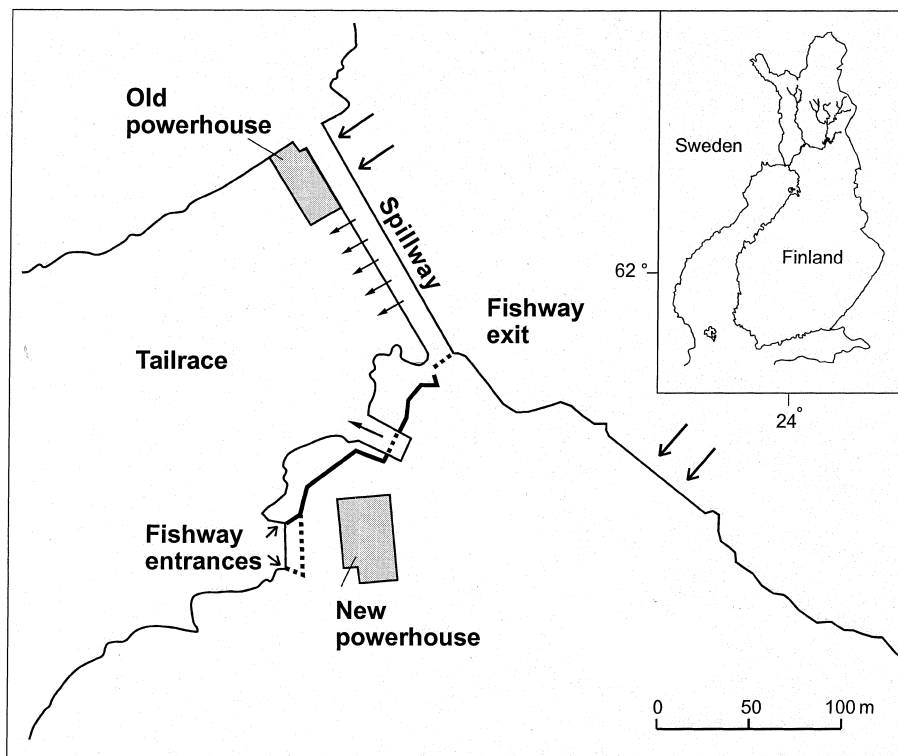 Old
powerhouse
Spillway
Fishway
exit
Tailrace
Fishway
entrances
New
powerhouse
Sweden
Finland
62 °
24°
0 50 100 m